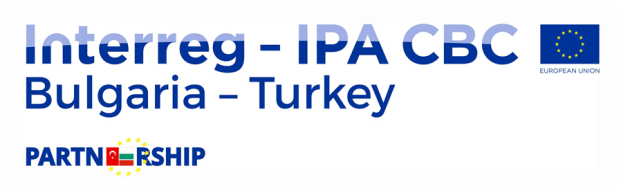 Interreg – IPA CBC
EUROPEAN UNION
Bulgaria – Turkey
PARTNERSHIP